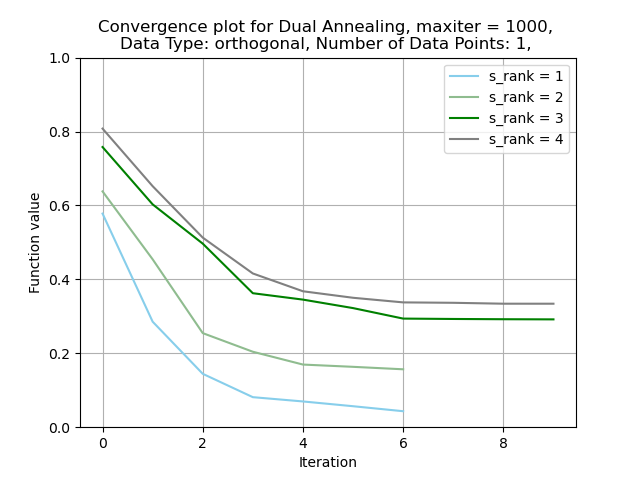 Convergence plot for Dual Annealing, maxiter = 1000,
Data Type: orthogonal, Number of Data Points: 1,
1.0
0.8
0.6
0.4
0.2
0.0
Function value
s_rank = 1
s_rank = 2
s_rank = 3
s_rank = 4
0 2 4 6 8
Iteration